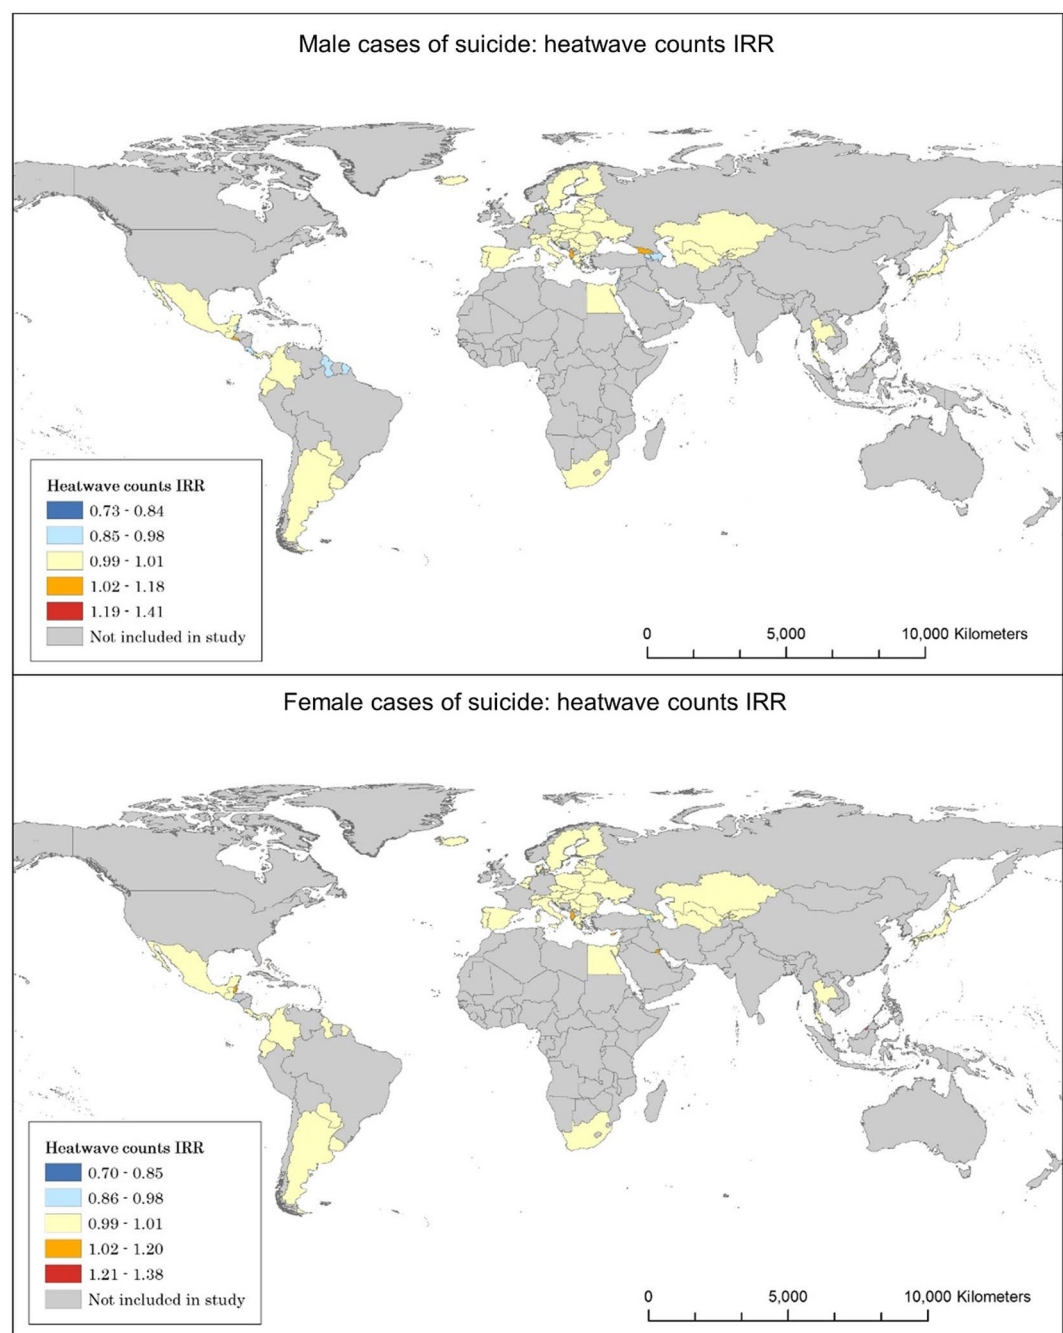 Male cases of suicide: heatwave counts IRR
Heatwave counts IRR
0.73 - 0.84
0.85 - 0.98
0.99 - 1.01
1.02 - 1.18
1.19 - 1.41
Not included in study
0 5,000 10,000 Kilometers
Female cases of suicide: heatwave counts IRR
Heatwave counts IRR
0.70 - 0.85
0.86 - 0.98
0.99 - 1.01
1.02 - 1.20
1.21 - 1.38
Not included in study
0 5,000 10,000 Kilometers